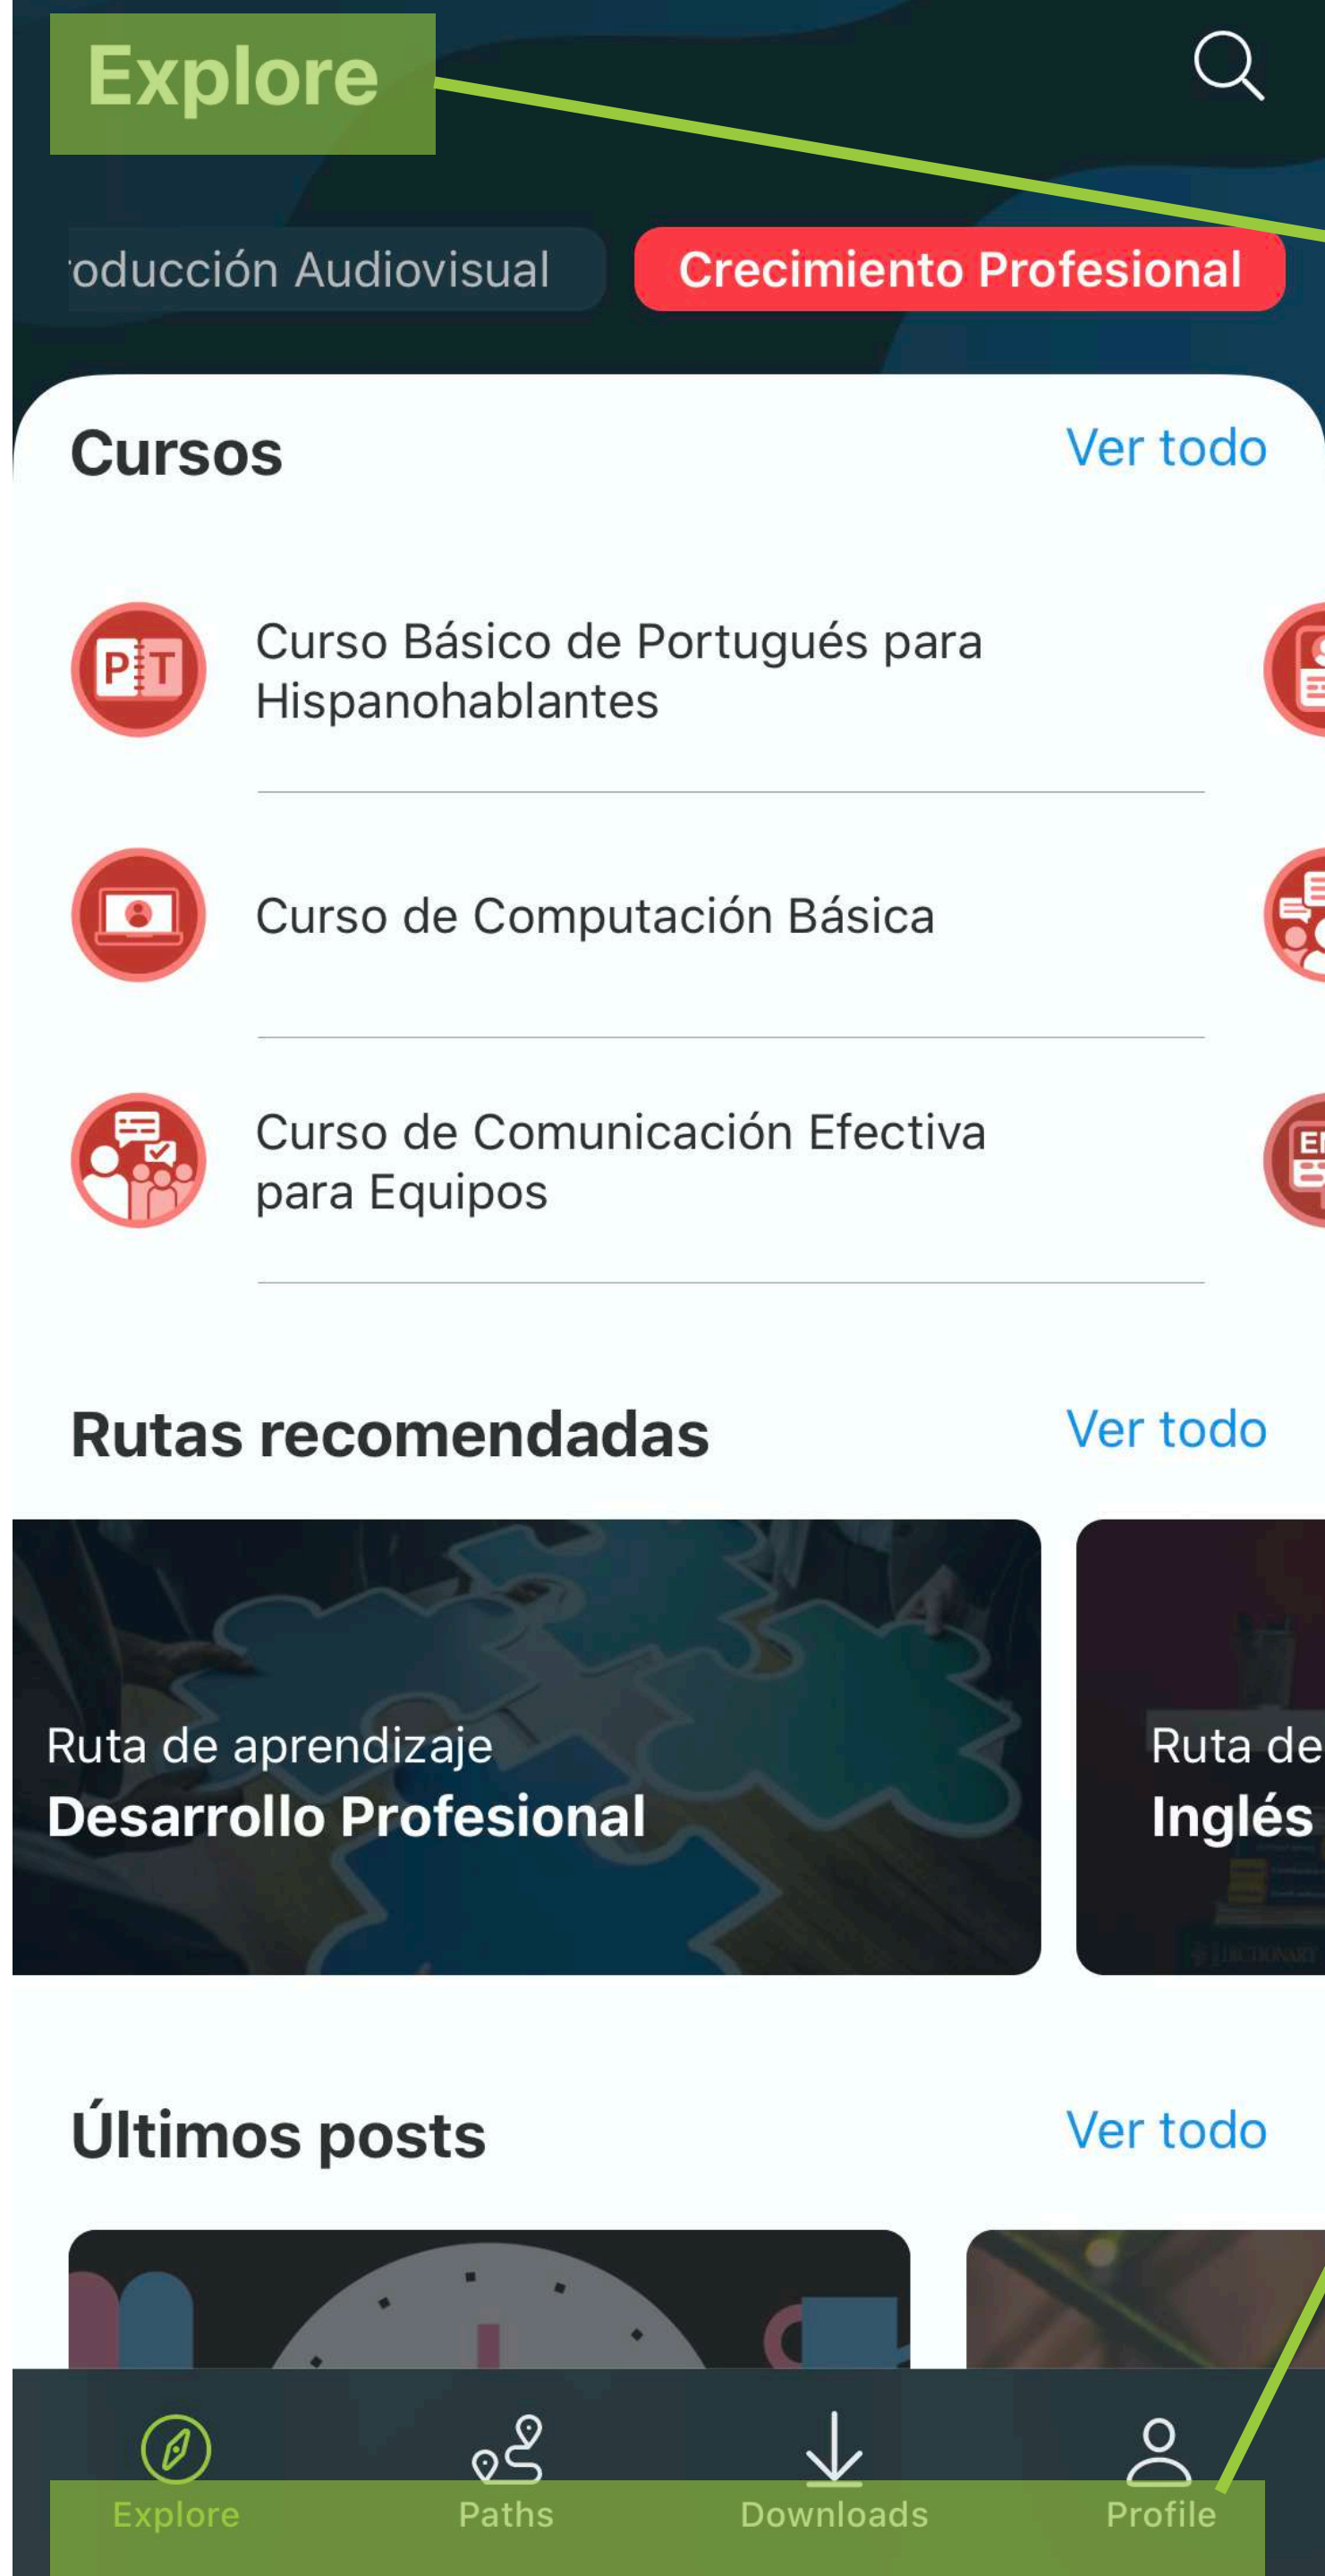 Explore
oducción Audiovisual
Crecimiento Profesional
Cursos
Ver todo
PT
Curso Básico de Portugués para
Hispanohablantes
Curso de Computación Básica
Curso de Comunicación Efectiva
para Equipos
Rutas recomendadas
Ver todo
Ruta de aprendizaje
Desarrollo Profesional
Ruta de
Inglés
DICTIONARY
Últimos posts
Ver todo
Explore
Paths
Downloads
Profile